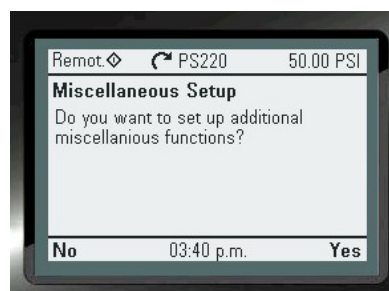 Remot. PS220 50.00 PSI
Miscellaneous Setup
Do you want to set up additional
miscellanious functions?
No 03:40 p.m. Yes